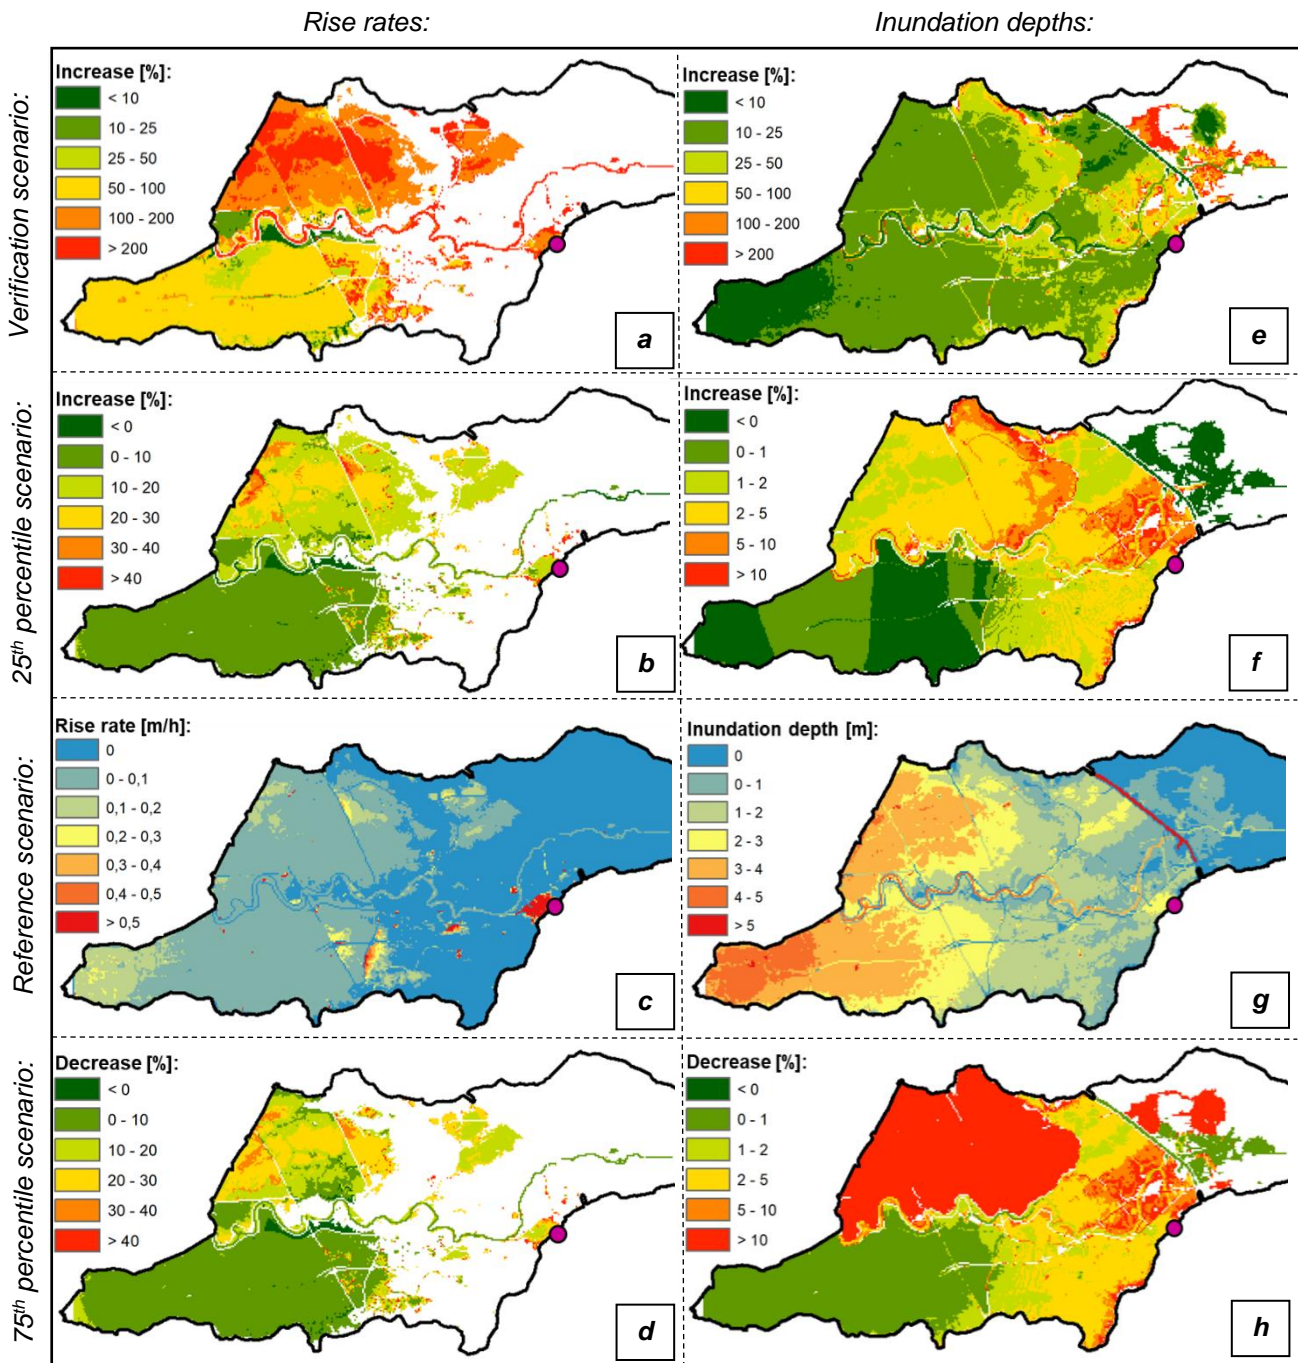 Rise rates:
Inundation depths:
Verification scenario:
Increase [%]:
< 10
10 - 25
25 - 50
50 - 100
100 - 200
> 200
a
Increase [%]:
< 10
10 - 25
25 - 50
50 - 100
100 - 200
> 200
e
25th percentile scenario:
Increase [%]:
< 0
0 - 10
10 - 20
20 - 30
30 - 40
> 40
b
Increase [%]:
< 0
0 - 1
1 - 2
2 - 5
5 - 10
> 10
f
Reference scenario:
Rise rate [m/h]:
0
0 - 0,1
0,1 - 0,2
0,2 - 0,3
0,3 - 0,4
0,4 - 0,5
> 0,5
c
Inundation depth [m]:
0
0 - 1
1 - 2
2 - 3
3 - 4
4 - 5
> 5
g
75th percentile scenario:
Decrease [%]:
< 0
0 - 10
10 - 20
20 - 30
30 - 40
> 40
d
Decrease [%]:
< 0
0 - 1
1 - 2
2 - 5
5 - 10
> 10
h